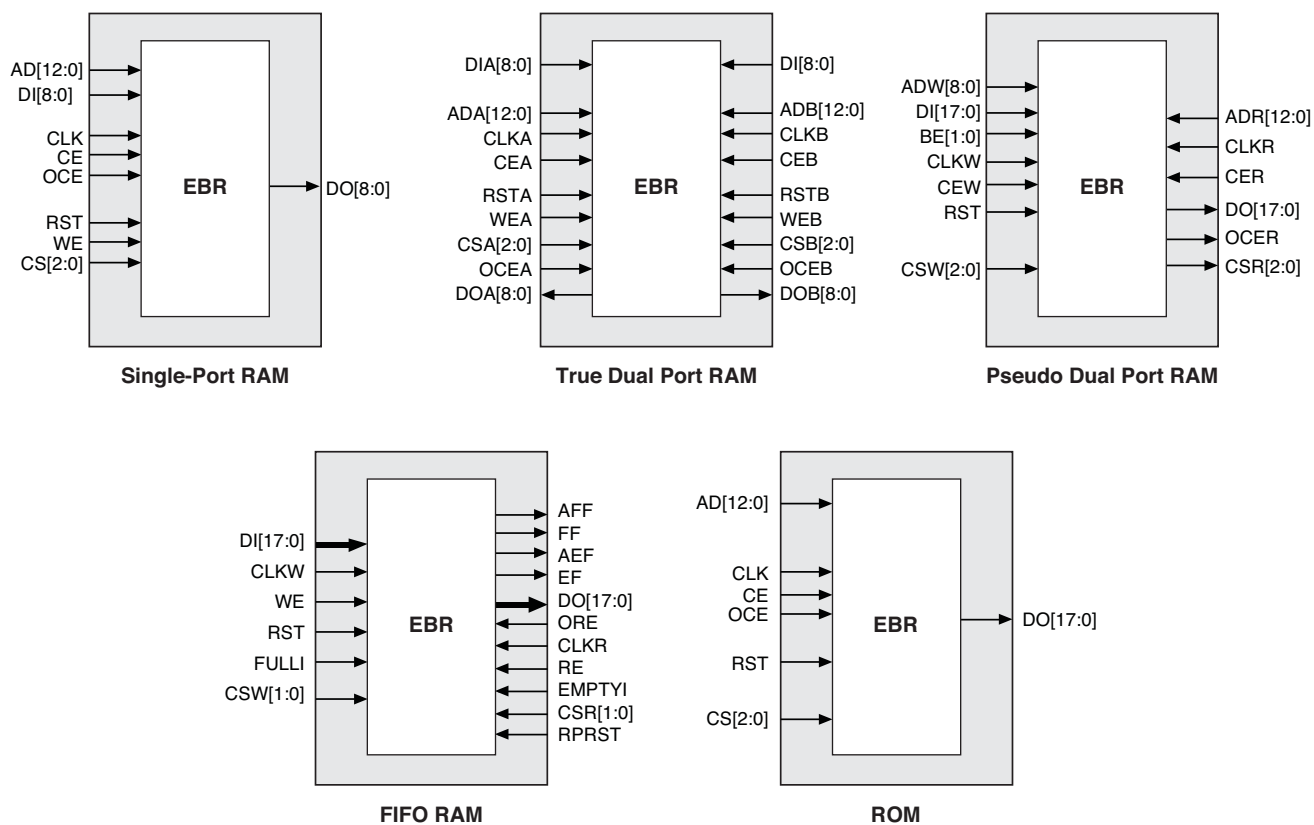 AD[12:0]
DI[8:0]
CLK
CE
OCE
RST
WE
CS[2:0]
EBR
DO[8:0]
Single-Port RAM
DIA[8:0]
ADA[12:0]
CLKA
CEA
RSTA
WEA
CSA[2:0]
OCEA
DOA[8:0]
EBR
DI[8:0]
ADB[12:0]
CLKB
CEB
RSTB
WEB
CSB[2:0]
OCEB
DOB[8:0]
True Dual Port RAM
ADW[8:0]
DI[17:0]
BE[1:0]
CLKW
CEW
RST
CSW[2:0]
EBR
ADR[12:0]
CLKR
CER
DO[17:0]
OCER
CSR[2:0]
Pseudo Dual Port RAM
DI[17:0]
CLKW
WE
RST
FULLI
CSW[1:0]
EBR
AFF
FF
AEF
EF
DO[17:0]
ORE
CLKR
RE
EMPTYI
CSR[1:0]
RPRST
FIFO RAM
AD[12:0]
CLK
CE
OCE
RST
CS[2:0]
EBR
DO[17:0]
ROM